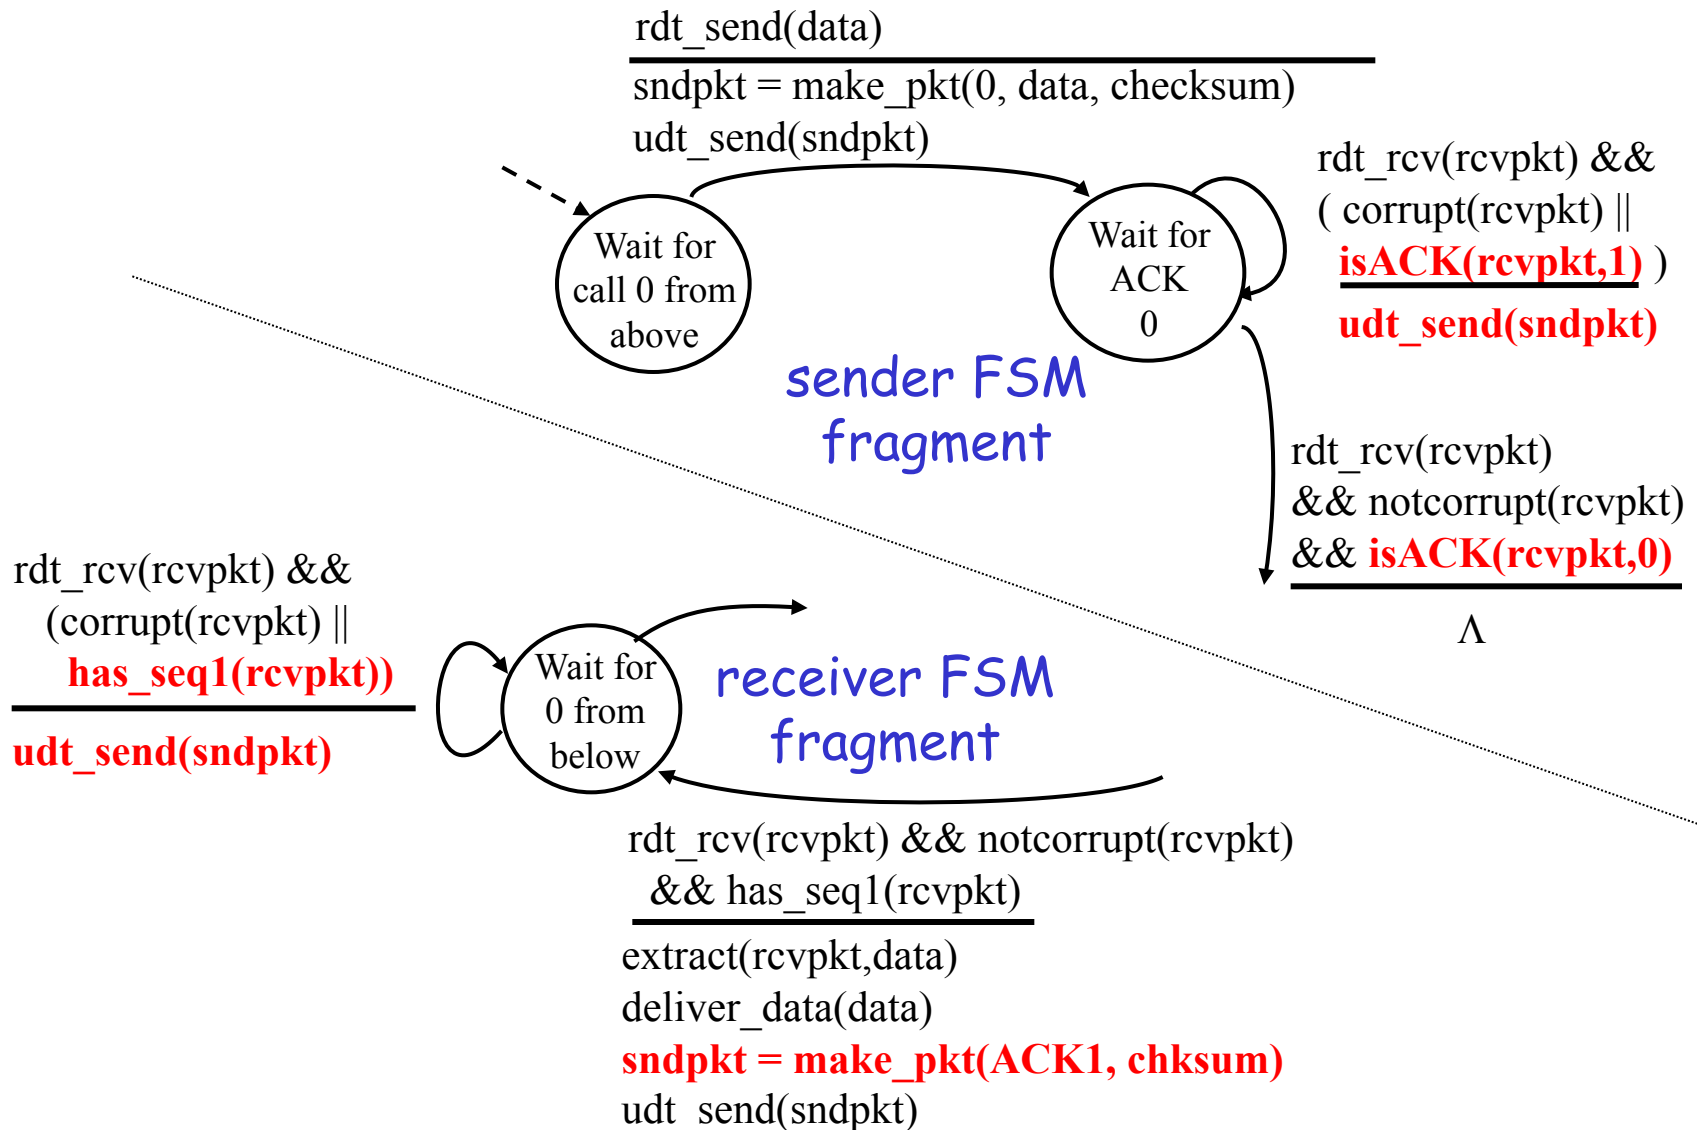 rdt_send(data)
sndpkt = make_pkt(0, data, checksum)
udt_send(sndpkt)
Wait for
call 0 from
above
Wait for
ACK
0
rdt_rcv(rcvpkt) &&
( corrupt(rcvpkt) ||
isACK(rcvpkt,1) )
udt_send(sndpkt)
sender FSM
fragment
rdt_rcv(rcvpkt)
&& notcorrupt(rcvpkt)
&& isACK(rcvpkt,0)
Λ
rdt_rcv(rcvpkt) &&
(corrupt(rcvpkt) ||
has_seq1(rcvpkt))
udt_send(sndpkt)
Wait for
0 from
below
receiver FSM
fragment
rdt_rcv(rcvpkt) && notcorrupt(rcvpkt)
&& has_seq1(rcvpkt)
extract(rcvpkt,data)
deliver_data(data)
sndpkt = make_pkt(ACK1, chksum)
udt_send(sndpkt)